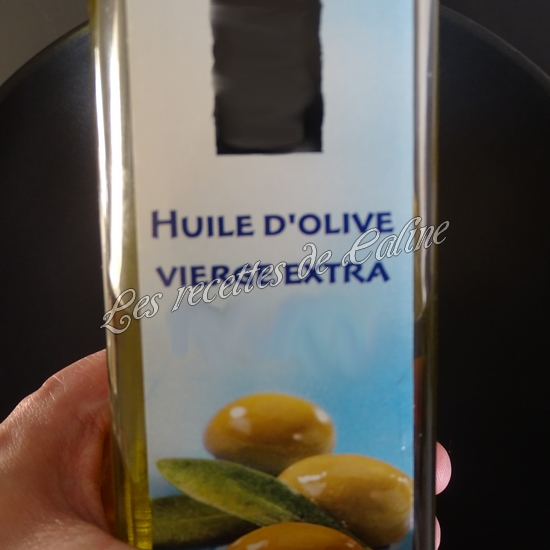 HUILE D'OLIVE
VIERGE EXTRA
Les recettes de Caline